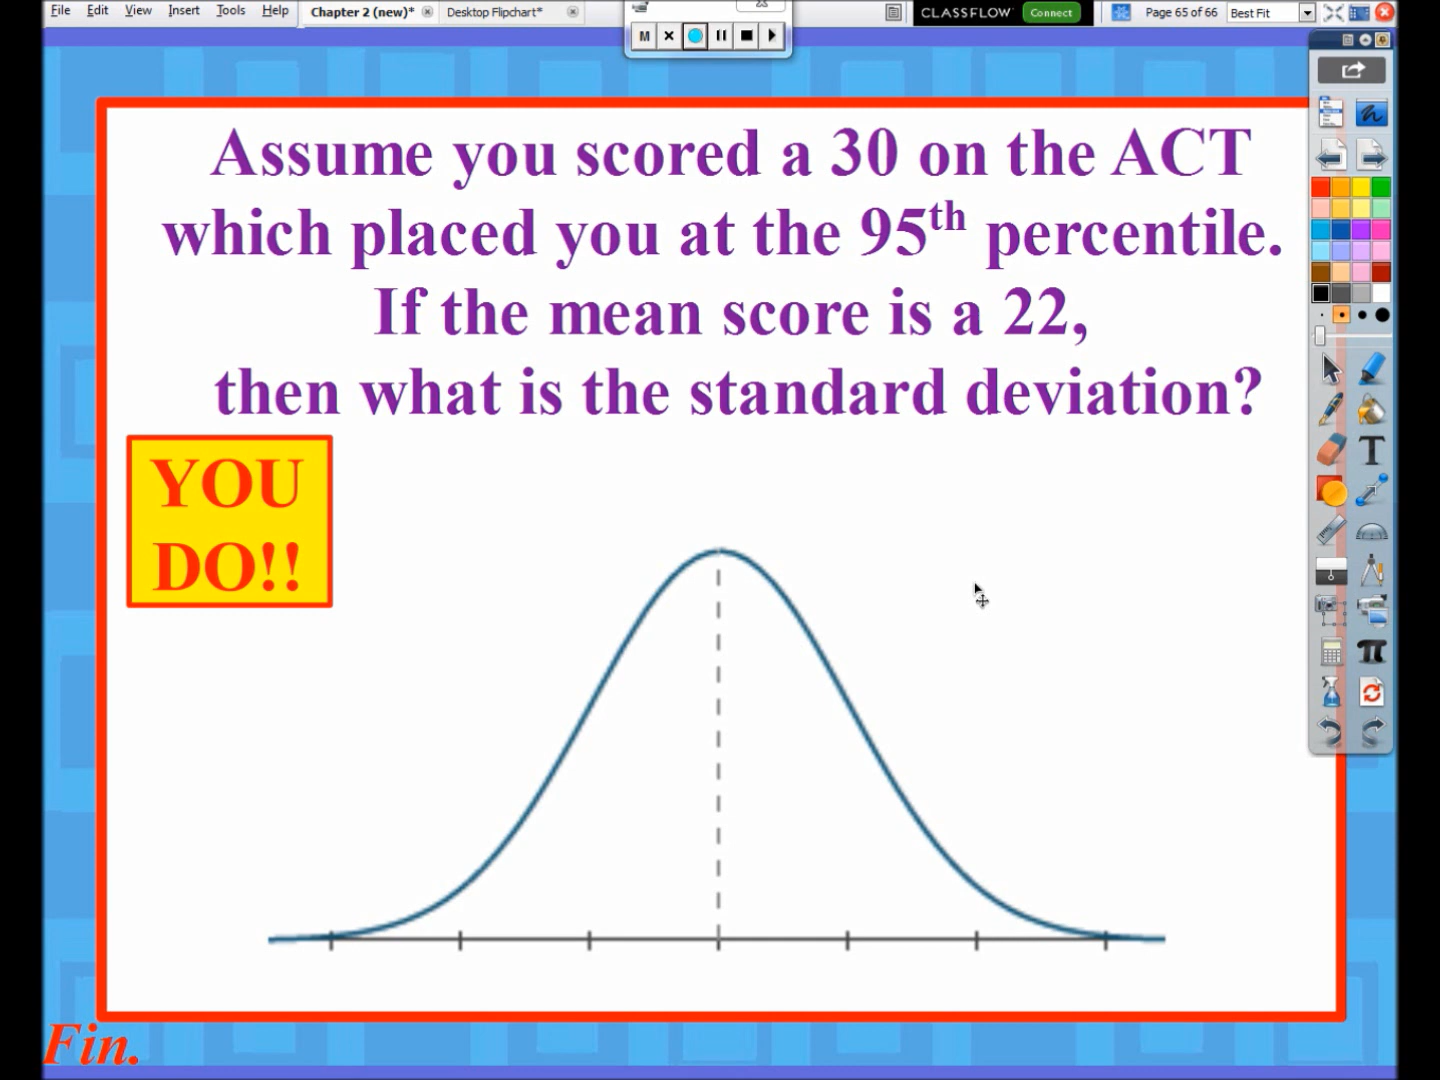 File Edit View Insert Tools Help Chapter 2 (new)* Desktop Flipchart* CLASSFLOW Connect Page 65 of 66 Best Fit
M
Assume you scored a 30 on the ACT
which placed you at the 95th percentile.
If the mean score is a 22,
then what is the standard deviation?
YOU
DO!!
T
π
Fin.